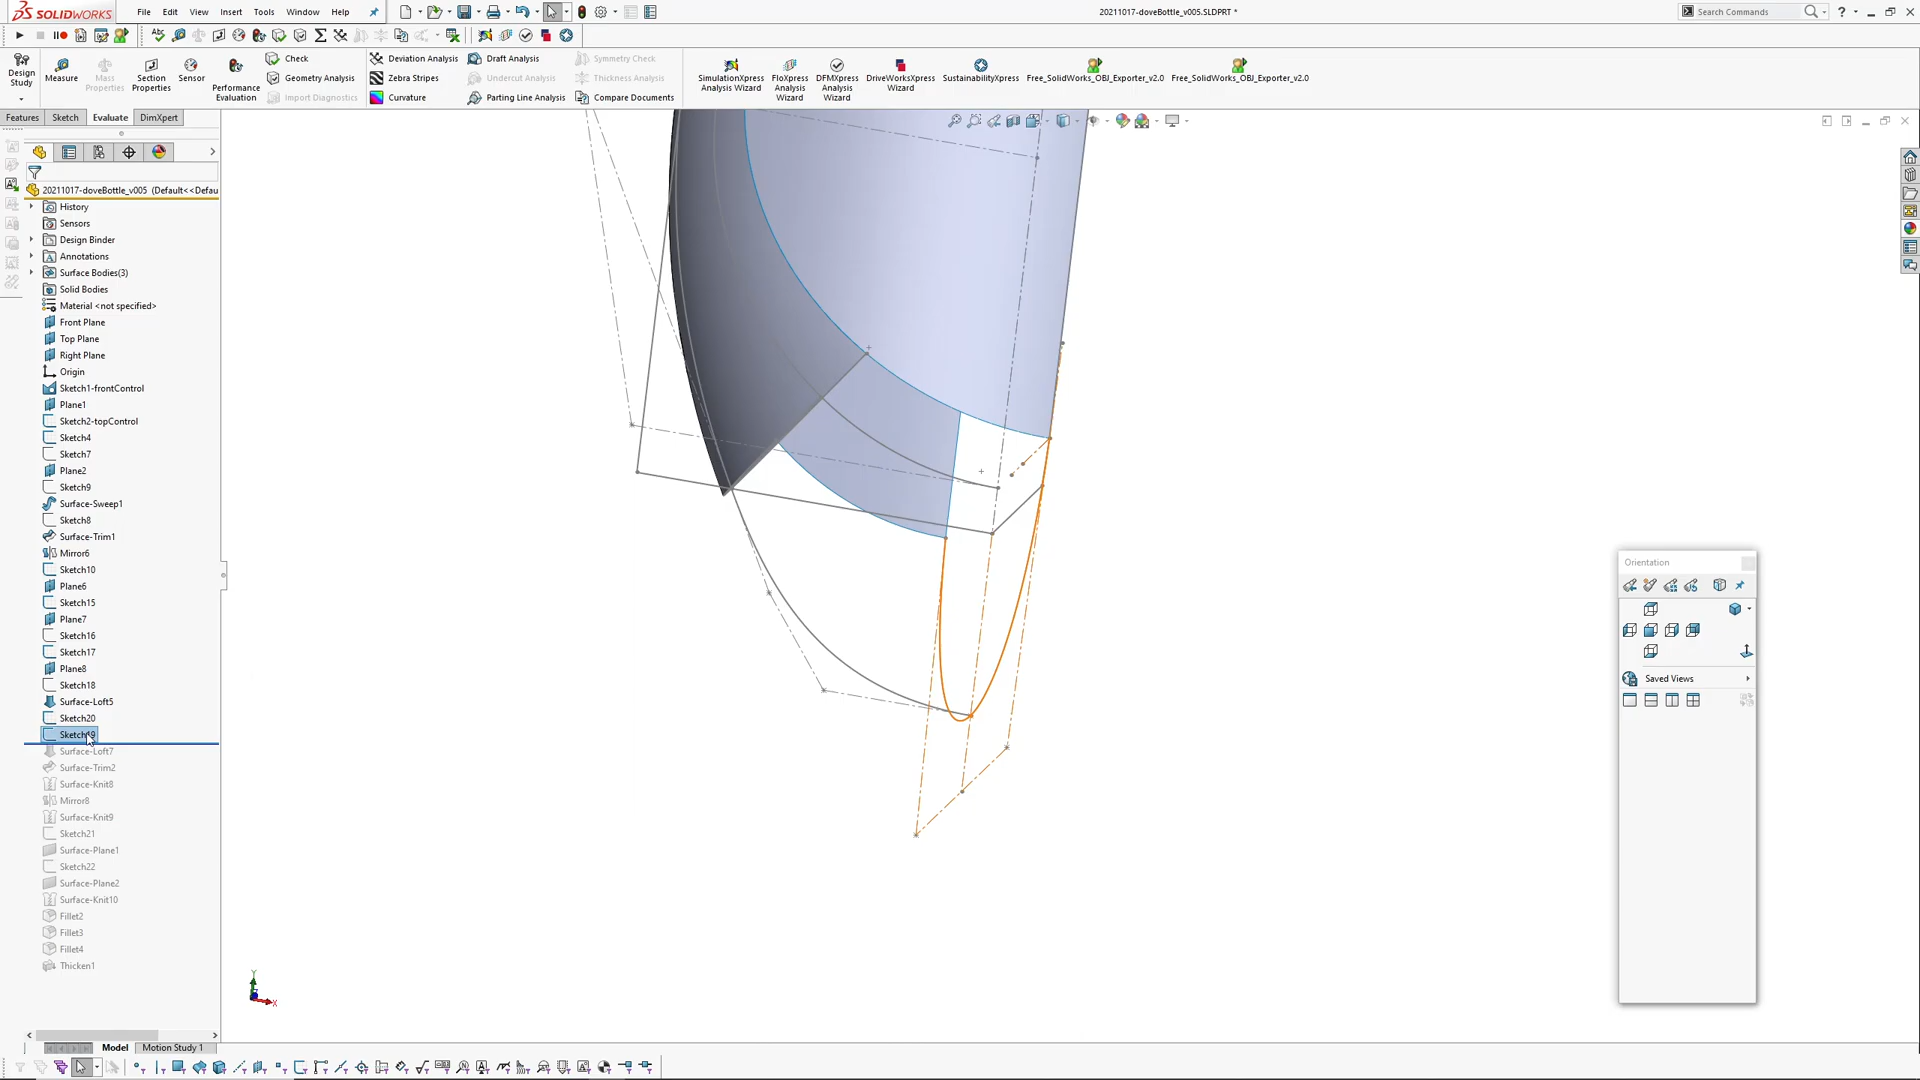 SOLIDWORKS
File
Edit
View
Insert
Tools
Window
Help
20211017-doveBottle_v005.SLDPRT *
Search Commands
Design Study
Measure
Mass Properties
Section Properties
Sensor
Performance Evaluation
Check
Geometry Analysis
Import Diagnostics
Deviation Analysis
Zebra Stripes
Curvature
Draft Analysis
Undercut Analysis
Parting Line Analysis
Symmetry Check
Thickness Analysis
Compare Documents
SimulationXpress Analysis Wizard
FloXpress Analysis Wizard
DFMXpress Analysis Wizard
DriveWorksXpress Wizard
SustainabilityXpress
Free_SolidWorks_OBJ_Exporter_v2.0
Free_SolidWorks_OBJ_Exporter_v2.0
Features
Sketch
Evaluate
DimXpert
20211017-doveBottle_v005 (Default<<Defau
History
Sensors
Design Binder
Annotations
Surface Bodies(3)
Solid Bodies
Material <not specified>
Front Plane
Top Plane
Right Plane
Origin
Sketch1-frontControl
Plane1
Sketch2-topControl
Sketch4
Sketch7
Plane2
Sketch9
Surface-Sweep1
Sketch8
Surface-Trim1
Mirror6
Sketch10
Plane6
Sketch15
Plane7
Sketch16
Sketch17
Plane8
Sketch18
Surface-Loft5
Sketch20
Sketch19
Surface-Loft7
Surface-Trim2
Surface-Knit8
Mirror8
Surface-Knit9
Sketch21
Surface-Plane1
Sketch22
Surface-Plane2
Surface-Knit10
Fillet2
Fillet3
Fillet4
Thicken1
Orientation
Saved Views
Y
X
Model
Motion Study 1